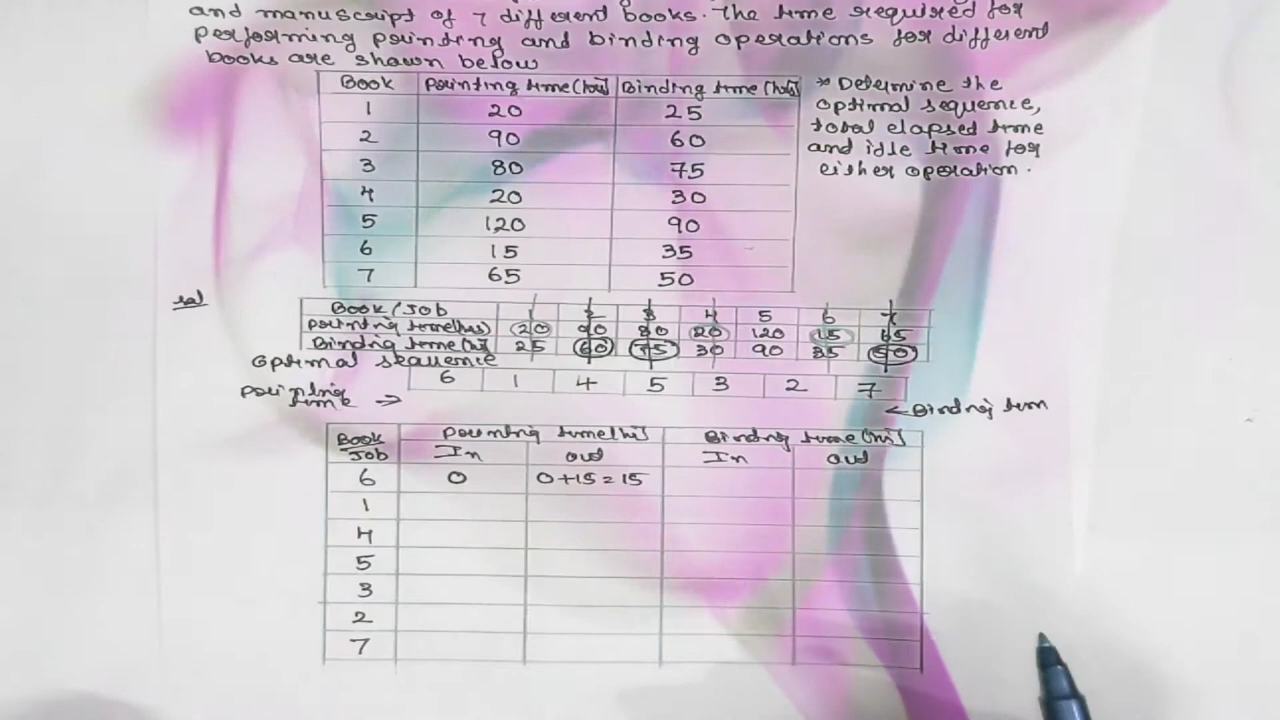 and manuscript of 7 different books. The time required for
performing printing and binding operations for different
books are shown below
Book Printing time (hrs) Binding time (hrs)
1 20 25
2 90 60
3 80 75
4 20 30
5 120 90
6 15 35
7 65 50
* Determine the
optimal sequence,
total elapsed time
and idle time for
either operation.
sol
Book/Job 1 2 3 4 5 6 7
Printing time (hrs) 20 90 80 20 120 15 65
Binding time (h) 25 60 75 30 90 35 50
Optimal sequence
6 1 4 5 3 2 7
Printing time →
← Binding time
Book/Job Printing time (hr) Binding time (hr)
In out In out
6 0 0+15=15
1
4
5
3
2
7